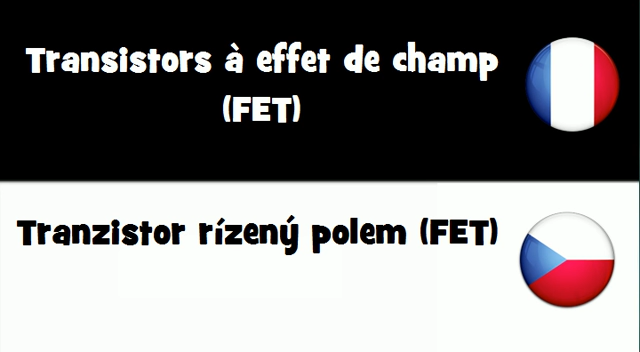 Transistors à effet de champ
(FET)
Tranzistor rízený polem (FET)